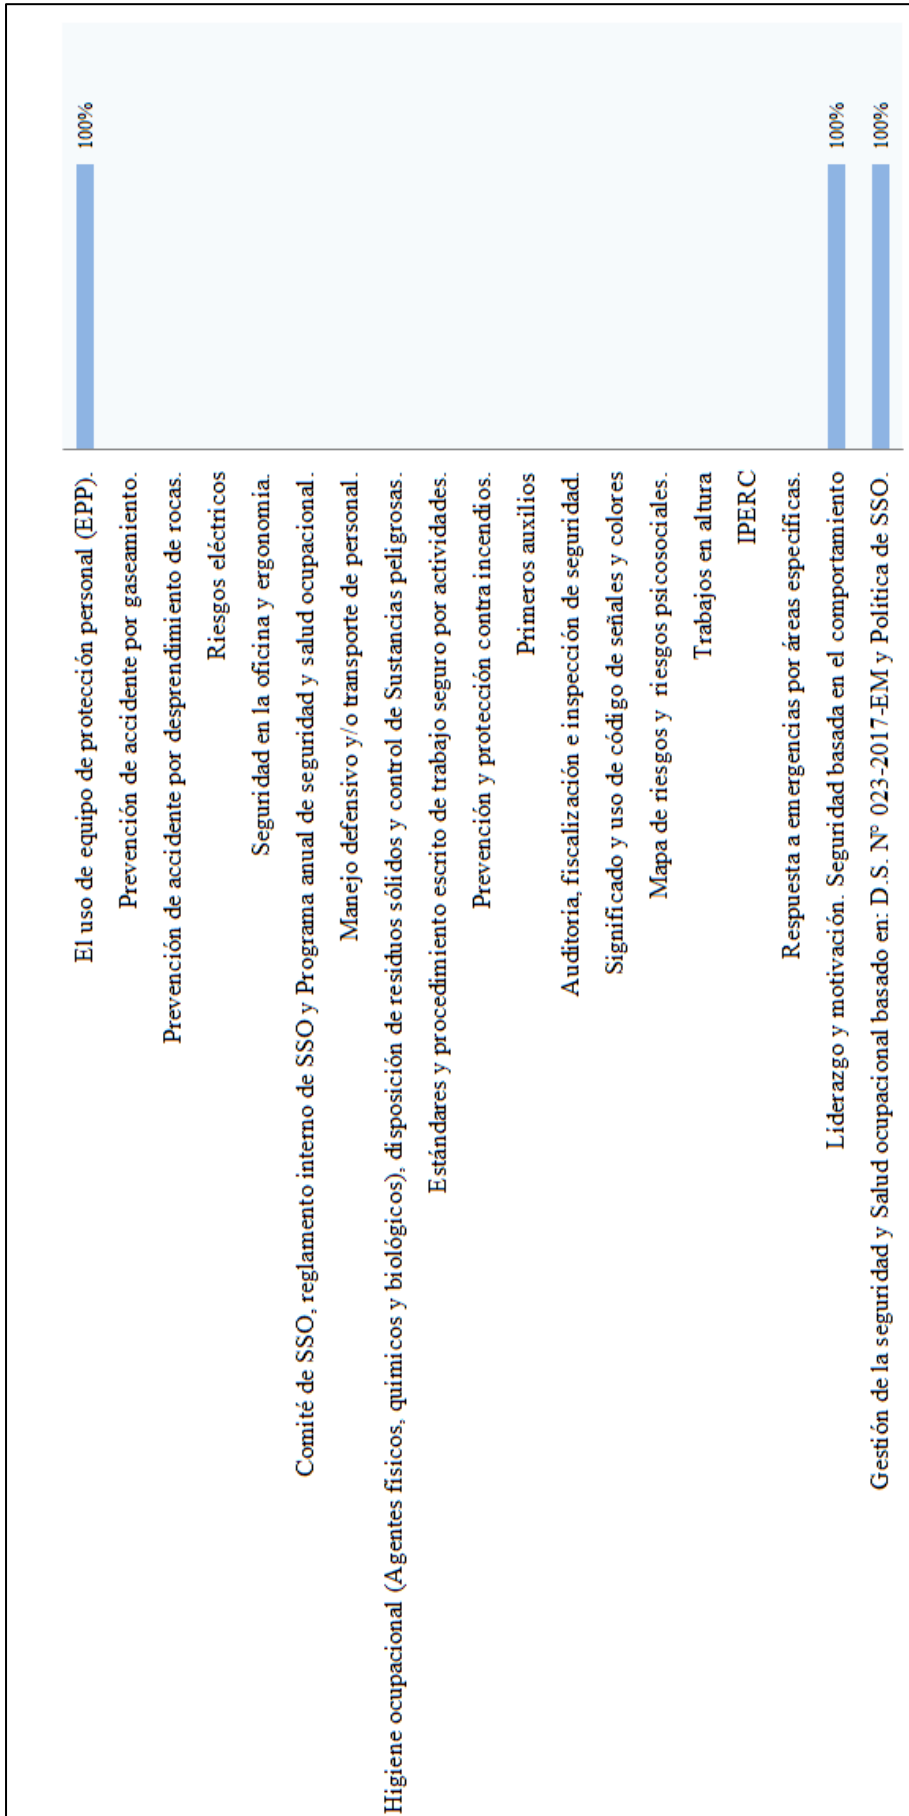 El uso de equipo de protección personal (EPP). 100%
Prevención de accidente por gaseamiento.
Prevención de accidente por desprendimiento de rocas.
Riesgos eléctricos
Seguridad en la oficina y ergonomia.
Comité de SSO, reglamento interno de SSO y Programa anual de seguridad y salud ocupacional.
Manejo defensivo y/o transporte de personal.
Higiene ocupacional (Agentes físicos, químicos y biológicos), disposición de residuos sólidos y control de Sustancias peligrosas.
Estándares y procedimiento escrito de trabajo seguro por actividades.
Prevención y protección contra incendios.
Primeros auxilios
Auditoria, fiscalización e inspección de seguridad.
Significado y uso de código de señales y colores
Mapa de riesgos y riesgos psicosociales.
Trabajos en altura
IPERC
Respuesta a emergencias por áreas específicas.
Líderazgo y motivación. Seguridad basada en el comportamiento 100%
Gestión de la seguridad y Salud ocupacional basado en: D.S. Nº 023-2017-EM y Política de SSO. 100%